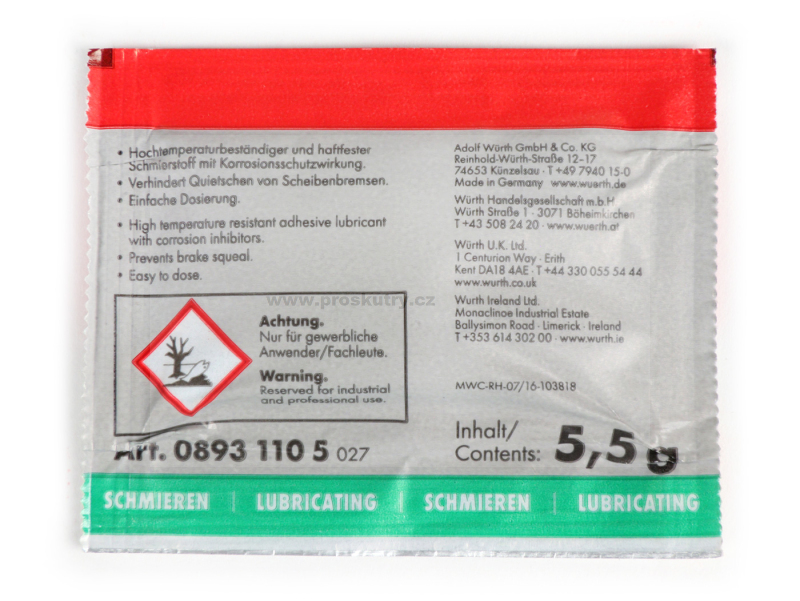 • Hochtemperaturbeständiger und haftfester
Schmierstoff mit Korrosionsschutzwirkung.
• Verhindert Quietschen von Scheibenbremsen.
• Einfache Dosierung.
• High temperature resistant adhesive lubricant
with corrosion inhibitors.
• Prevents brake squeal.
• Easy to dose.
Adolf Würth GmbH & Co. KG
Reinhold-Würth-Straße 12–17
74653 Künzelsau · T +49 7940 15-0
Made in Germany www.wuerth.de
Würth Handelsgesellschaft m.b.H.
Würth Straße 1 · 3071 Böheimkirchen
T +43 508 24 20 · www.wuerth.at
Würth U.K. Ltd.
1 Centurion Way · Erith
Kent DA18 4AE · T +44 330 055 54 44
www.wurth.co.uk
Wurth Ireland Ltd.
Monaclinoe Industrial Estate
Ballysimon Road · Limerick · Ireland
T +353 614 302 00 · www.wurth.ie
www.proskutry.cz
Achtung.
Nur für gewerbliche
Anwender/Fachleute.
Warning.
Reserved for industrial
and professional use.
MWC-RH-07/16-103818
Art. 0893 110 5 027
Inhalt/
Contents: 5,5 g
SCHMIEREN | LUBRICATING | SCHMIEREN | LUBRICATING